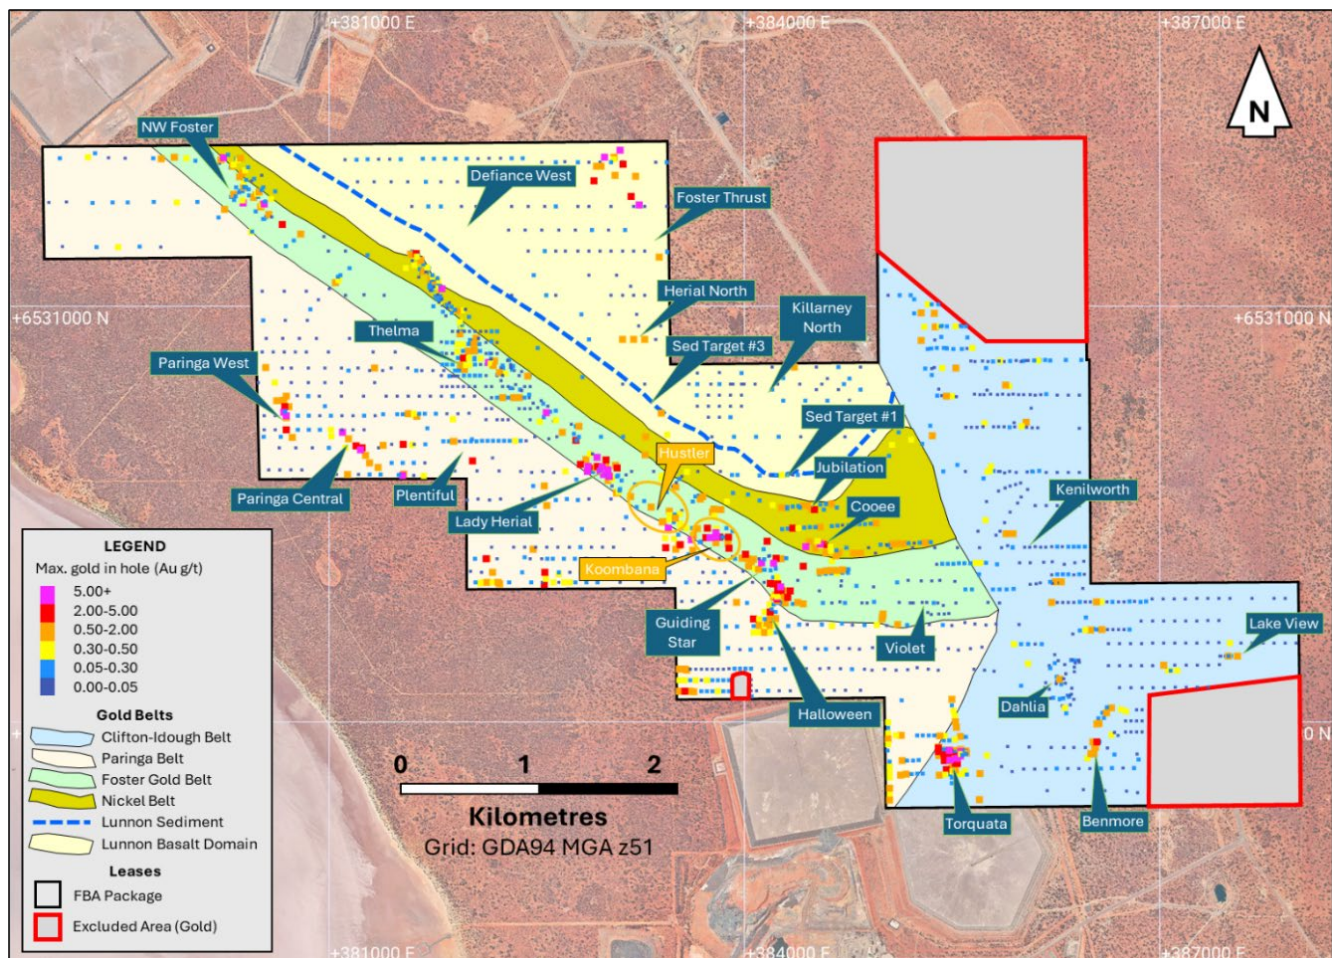 +381000 E
+384000 E
+387000 E
N
NW Foster
Defiance West
Foster Thrust
Herial North
Killarney
North
+6531000 N
+6531000 N
Thelma
Sed Target #3
Paringa West
Sed Target #1
Hustler
Jubilation
Paringa Central
Plentiful
Lady Herial
Cooee
Kenilworth
Koombana
Guiding
Star
Violet
Lake View
Halloween
Dahlia
0 N
Torquata
Benmore
LEGEND
Max. gold in hole (Au g/t)
5.00+
2.00-5.00
0.50-2.00
0.30-0.50
0.05-0.30
0.00-0.05
Gold Belts
Clifton-Idough Belt
Paringa Belt
Foster Gold Belt
Nickel Belt
Lunnon Sediment
Lunnon Basalt Domain
Leases
FBA Package
Excluded Area (Gold)
0 1 2
Kilometres
Grid: GDA94 MGA z51
+381000 E
+384000 E
+387000 E